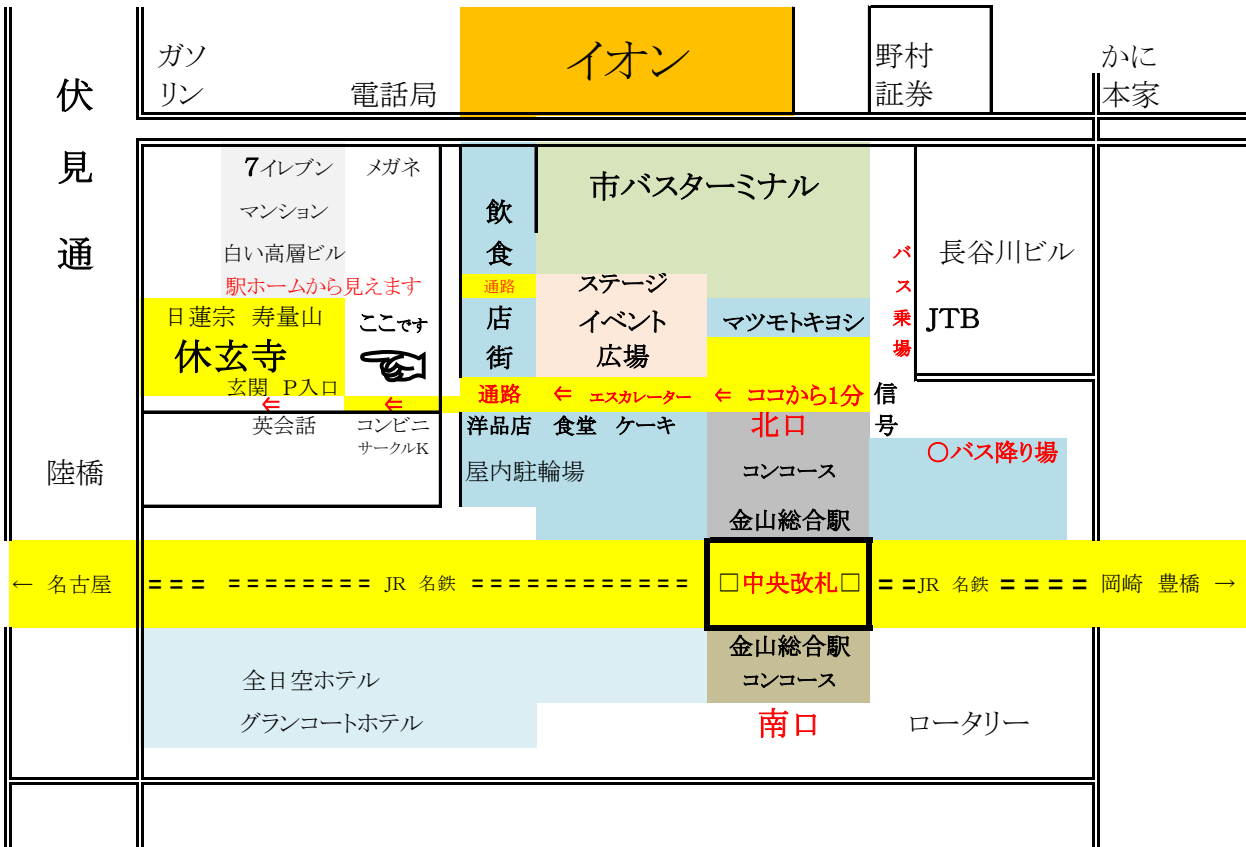 伏見通
ガソリン
電話局
イオン
野村証券
かに本家
7イレブン
メガネ
マンション
白い高層ビル
駅ホームから見えます
日蓮宗 寿量山
休玄寺
玄関 P入口
⇐
ここです
⇐
英会話
コンビニ
サークルK
飲食
通路
店街
市バスターミナル
ステージ
イベント
広場
マツモトキヨシ
バス乗場
長谷川ビル
JTB
通路 ⇐ エスカレーター ⇐ ココから1分
信号
洋品店 食堂 ケーキ
北口
屋内駐輪場
コンコース
〇バス降り場
金山総合駅
陸橋
← 名古屋 = = = = = = = = = = = JR 名鉄 = = = = = = = = = = = = □中央改札□ = =JR 名鉄 = = = = 岡崎 豊橋 →
金山総合駅
コンコース
全日空ホテル
グランコートホテル
南口
ロータリー